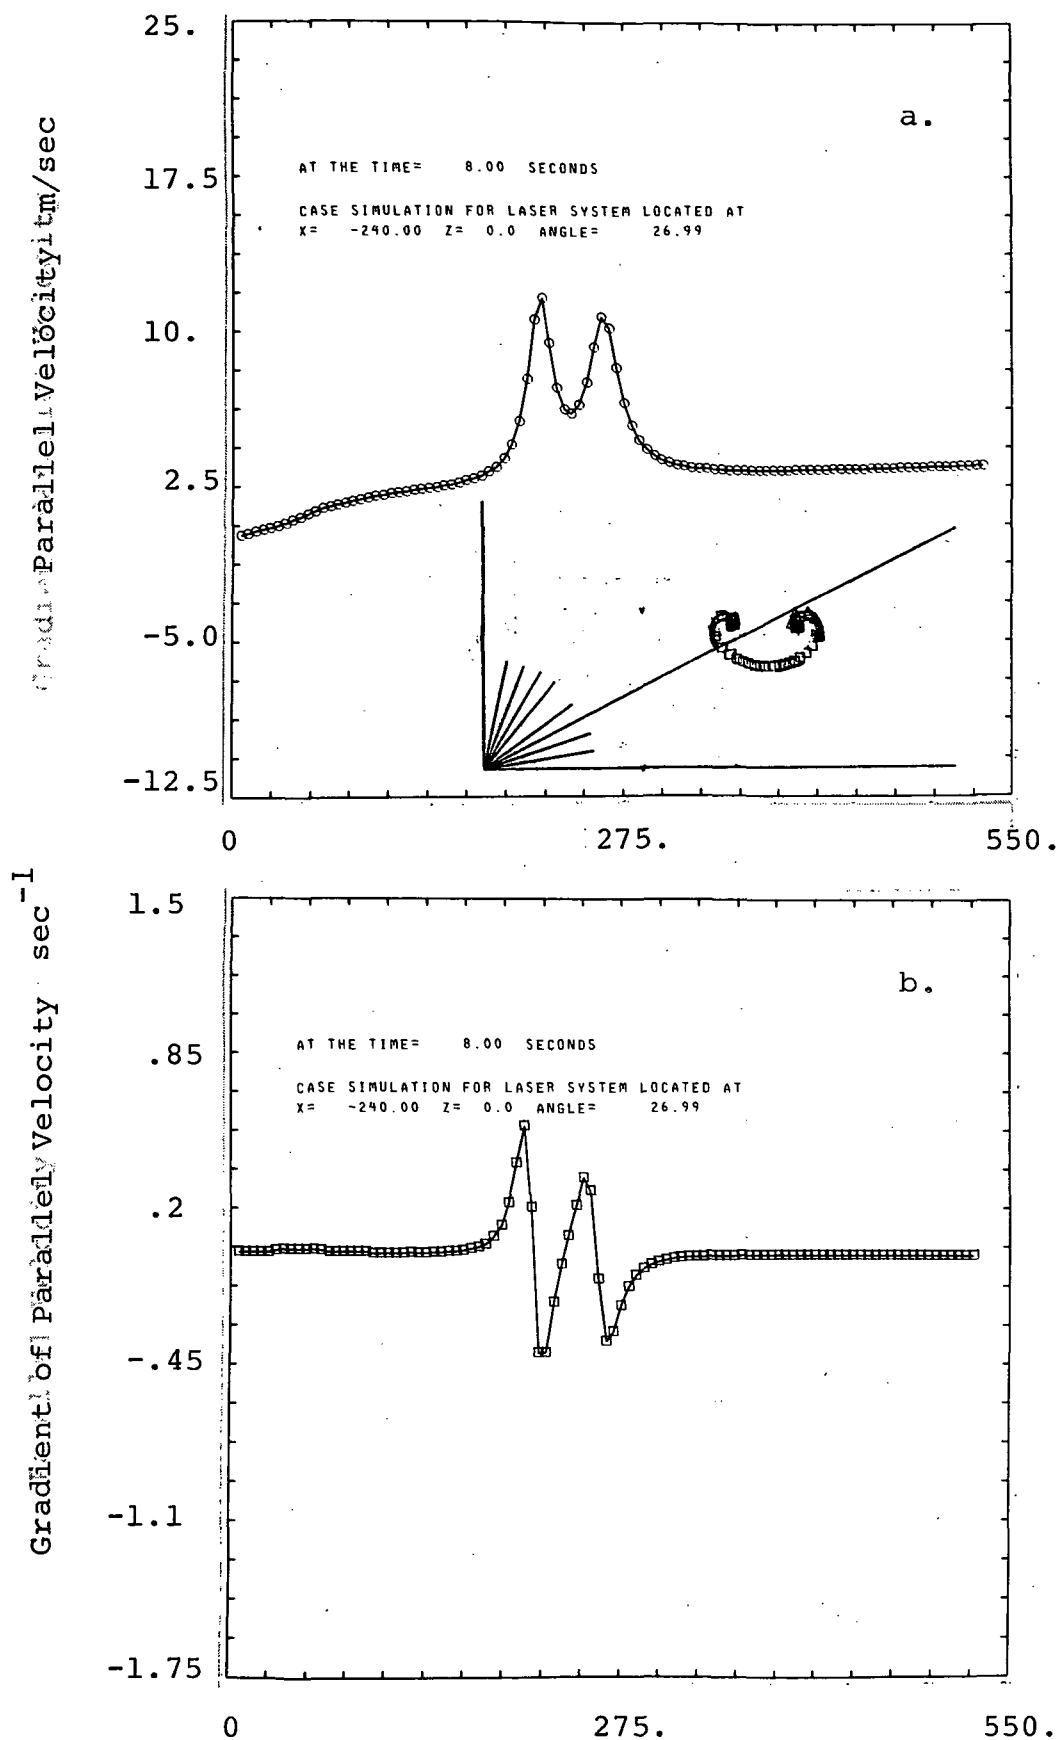 25.
a.
17.5
AT THE TIME= 8.00 SECONDS
CASE SIMULATION FOR LASER SYSTEM LOCATED AT
X= -240.00 Z= 0.0 ANGLE= 26.99
10.
2.5
-5.0
-12.5
0 275. 550.
Parallel Velocity m/sec
1.5
b.
.85
AT THE TIME= 8.00 SECONDS
CASE SIMULATION FOR LASER SYSTEM LOCATED AT
X= -240.00 Z= 0.0 ANGLE= 26.99
.2
-.45
-1.1
-1.75
0 275. 550.
Gradient of Parallel Velocity sec-1